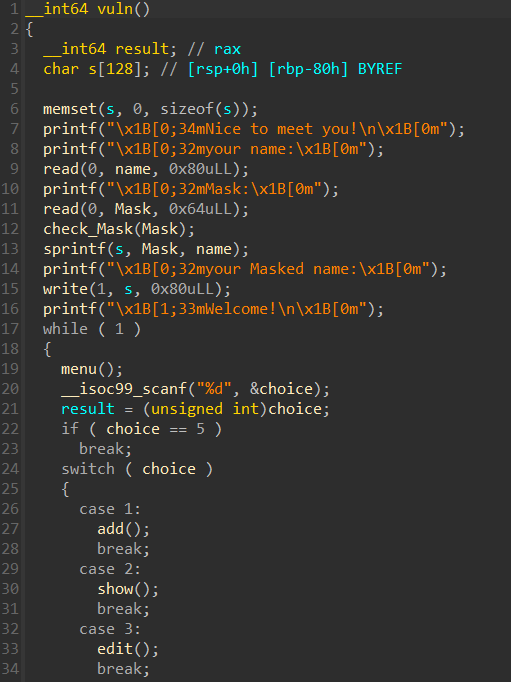 1 __int64 vuln()
2 {
3   __int64 result; // rax
4   char s[128]; // [rsp+0h] [rbp-80h] BYREF
5
6   memset(s, 0, sizeof(s));
7   printf("\x1B[0;34mNice to meet you!\n\x1B[0m");
8   printf("\x1B[0;32myour name:\x1B[0m");
9   read(0, name, 0x80uLL);
10   printf("\x1B[0;32mMask:\x1B[0m");
11   read(0, Mask, 0x64uLL);
12   check_Mask(Mask);
13   sprintf(s, Mask, name);
14   printf("\x1B[0;32myour Masked name:\x1B[0m");
15   write(1, s, 0x80uLL);
16   printf("\x1B[1;33mWelcome!\n\x1B[0m");
17   while ( 1 )
18   {
19     menu();
20     __isoc99_scanf("%d", &choice);
21     result = (unsigned int)choice;
22     if ( choice == 5 )
23       break;
24     switch ( choice )
25     {
26       case 1:
27         add();
28         break;
29       case 2:
30         show();
31         break;
32       case 3:
33         edit();
34         break;